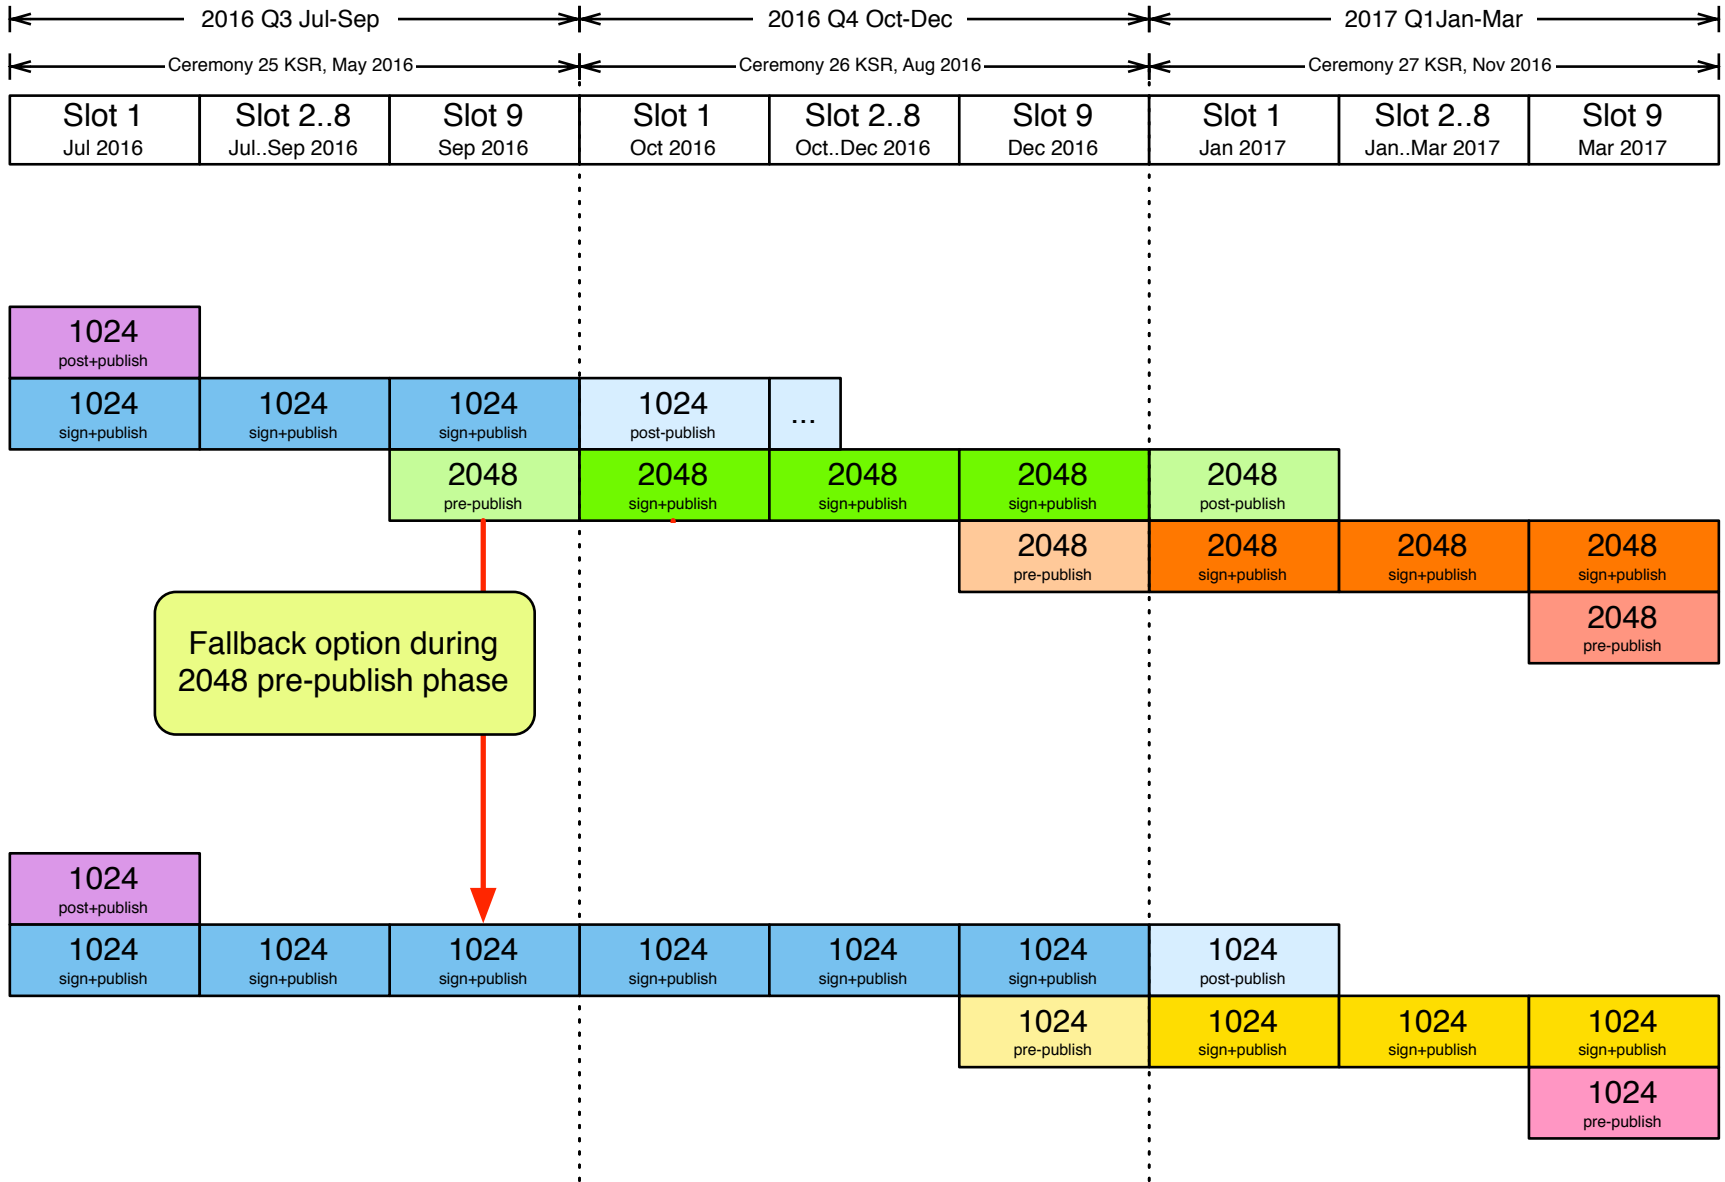 2016 Q3 Jul-Sep
2016 Q4 Oct-Dec
2017 Q1Jan-Mar
Ceremony 25 KSR, May 2016
Ceremony 26 KSR, Aug 2016
Ceremony 27 KSR, Nov 2016
Slot 1
Jul 2016
Slot 2..8
Jul..Sep 2016
Slot 9
Sep 2016
Slot 1
Oct 2016
Slot 2..8
Oct..Dec 2016
Slot 9
Dec 2016
Slot 1
Jan 2017
Slot 2..8
Jan..Mar 2017
Slot 9
Mar 2017
1024
post+publish
1024
sign+publish
1024
sign+publish
1024
sign+publish
1024
post-publish
...
2048
pre-publish
2048
sign+publish
2048
sign+publish
2048
sign+publish
2048
post-publish
2048
pre-publish
2048
sign+publish
2048
sign+publish
2048
sign+publish
2048
pre-publish
Fallback option during
2048 pre-publish phase
1024
post+publish
1024
sign+publish
1024
sign+publish
1024
sign+publish
1024
sign+publish
1024
sign+publish
1024
sign+publish
1024
post-publish
1024
pre-publish
1024
sign+publish
1024
sign+publish
1024
sign+publish
1024
pre-publish